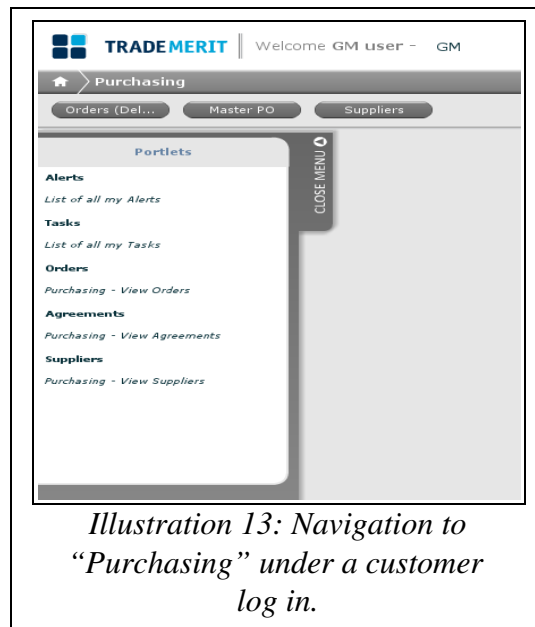 TRADEMERIT Welcome GM user - GM
Purchasing
Orders (Del... Master PO Suppliers
Portlets
CLOSE MENU
Alerts
List of all my Alerts
Tasks
List of all my Tasks
Orders
Purchasing - View Orders
Agreements
Purchasing - View Agreements
Suppliers
Purchasing - View Suppliers
Illustration 13: Navigation to
“Purchasing” under a customer
log in.